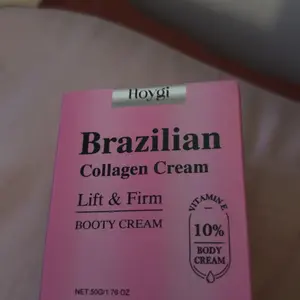 Hoygi
Brazilian
Collagen Cream
Lift & Firm
BOOTY CREAM
VITAMIN E
10%
BODY
CREAM
NET.50G/1.76 OZ